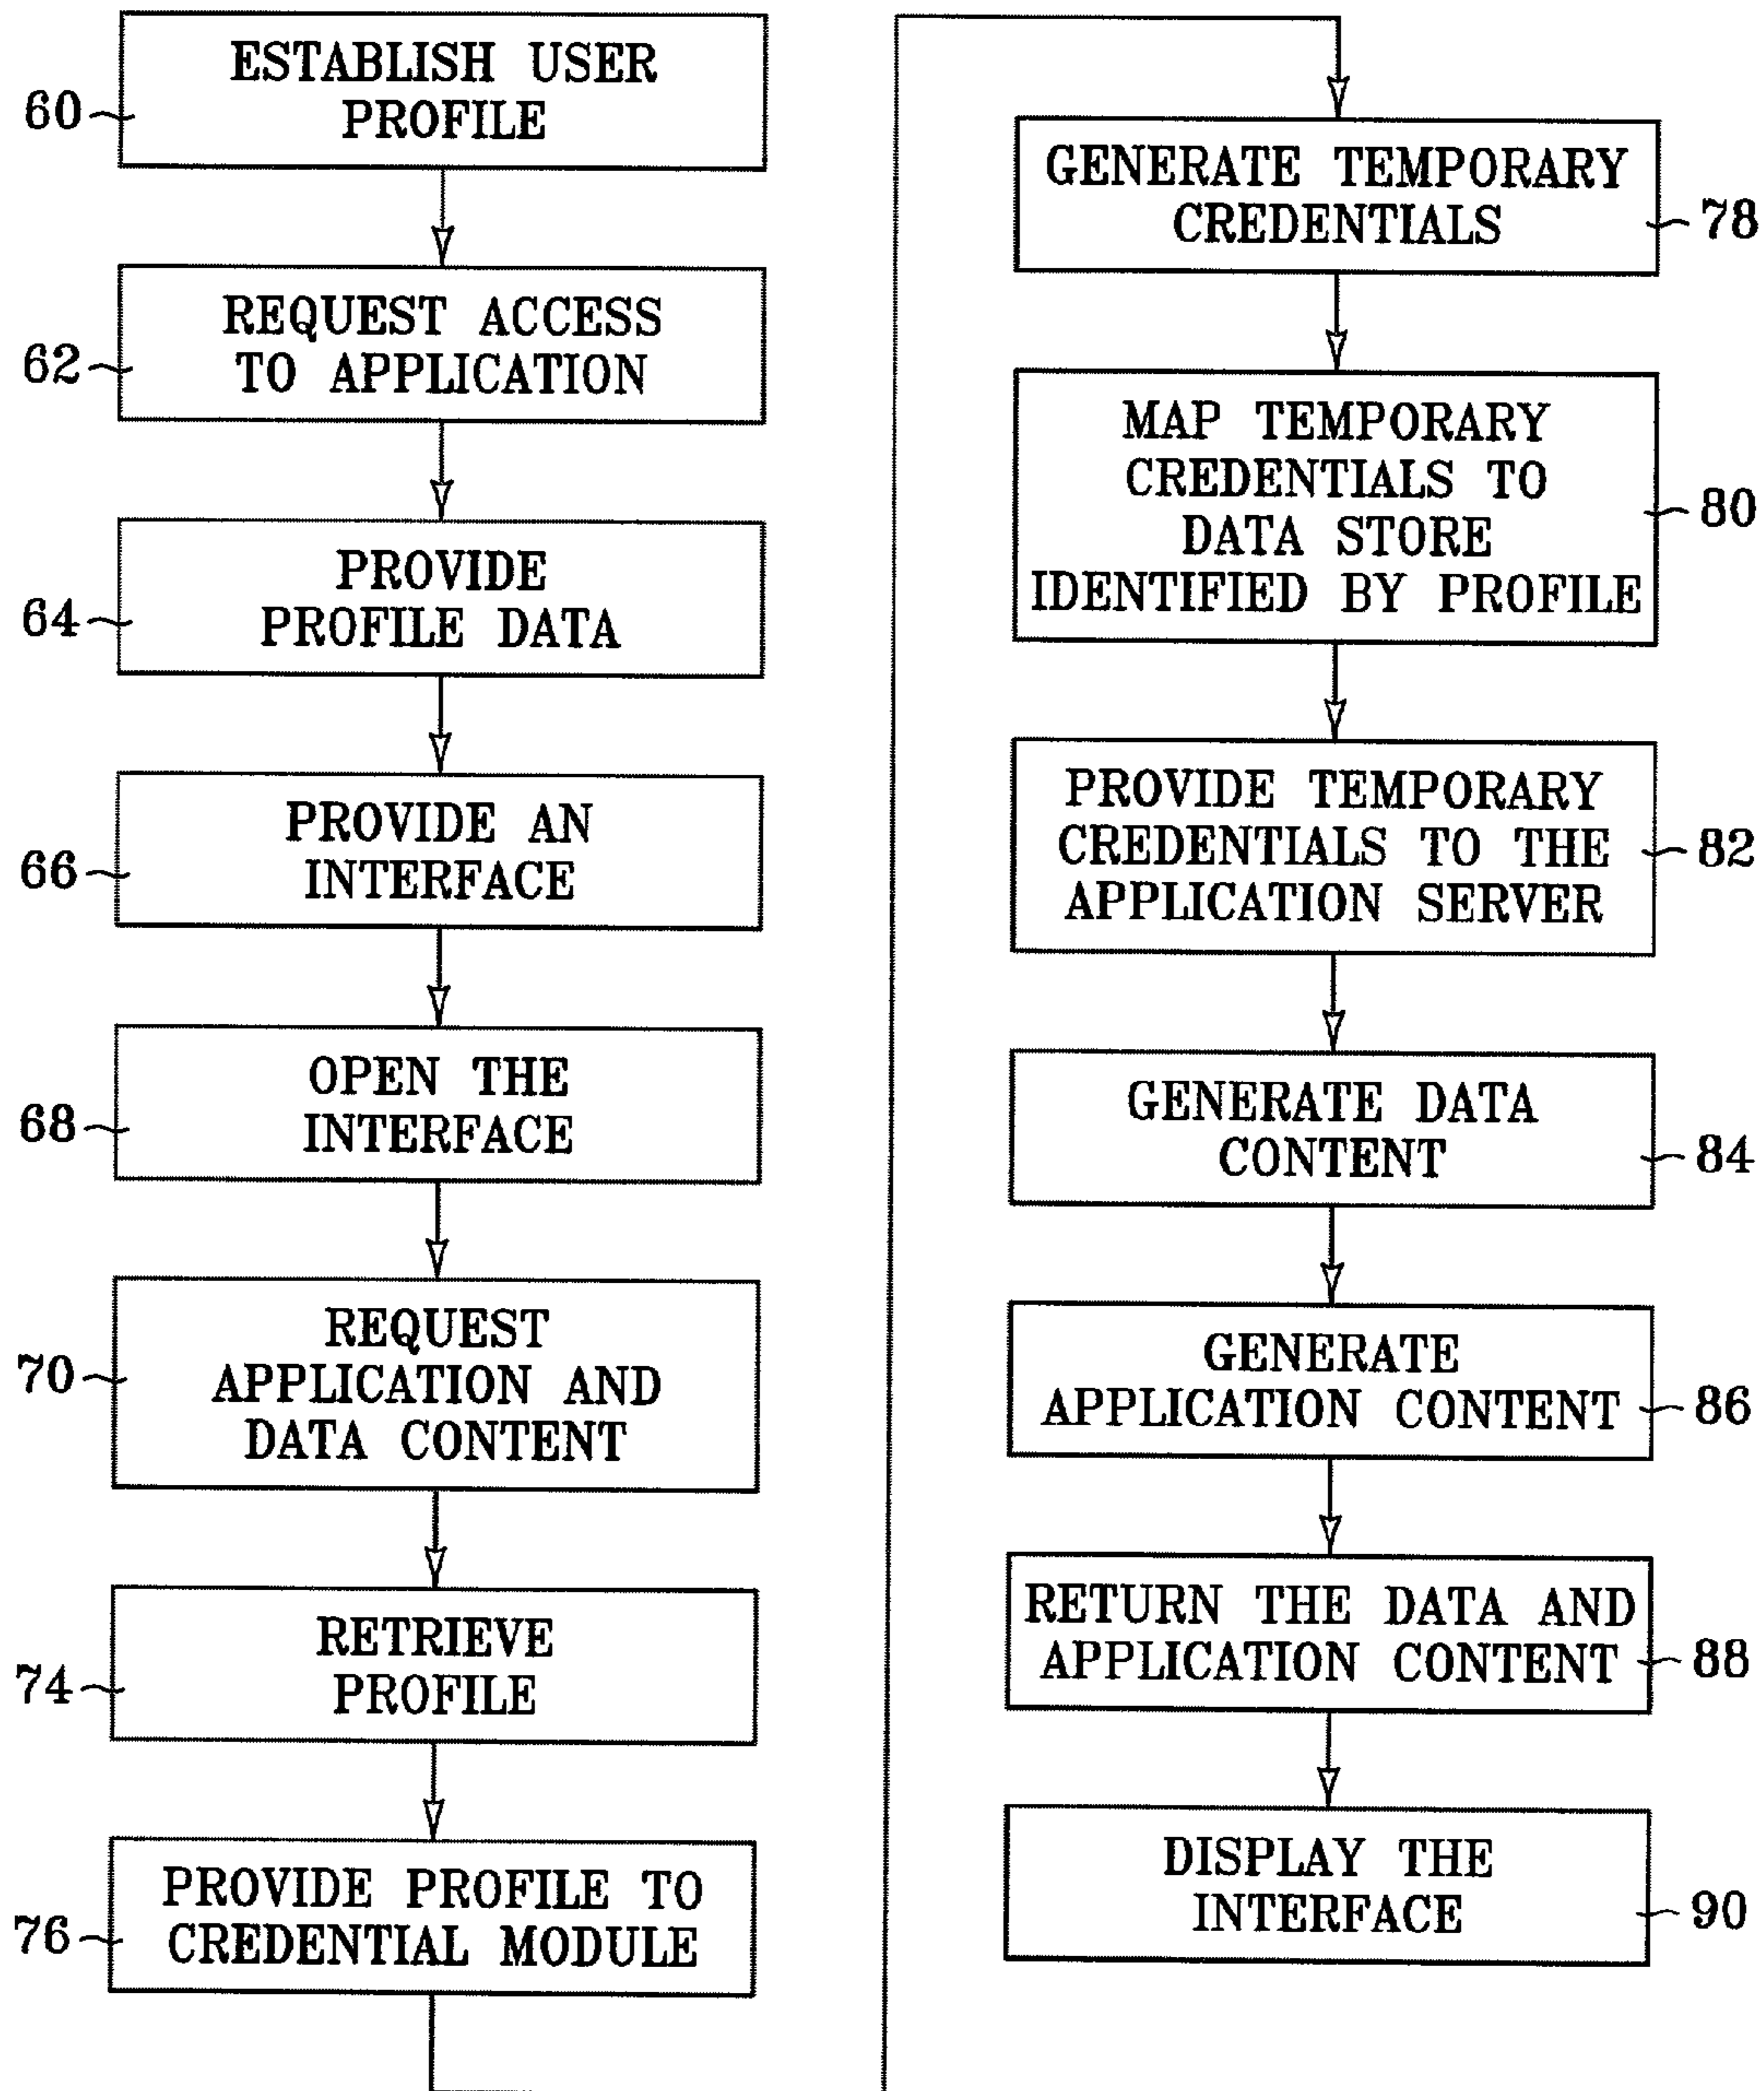 60
ESTABLISH USER
PROFILE
62
REQUEST ACCESS
TO APPLICATION
64
PROVIDE
PROFILE DATA
66
PROVIDE AN
INTERFACE
68
OPEN THE
INTERFACE
70
REQUEST
APPLICATION AND
DATA CONTENT
74
RETRIEVE
PROFILE
76
PROVIDE PROFILE TO
CREDENTIAL MODULE
GENERATE TEMPORARY
CREDENTIALS
78
MAP TEMPORARY
CREDENTIALS TO
DATA STORE
IDENTIFIED BY PROFILE
80
PROVIDE TEMPORARY
CREDENTIALS TO THE
APPLICATION SERVER
82
GENERATE DATA
CONTENT
84
GENERATE
APPLICATION CONTENT
86
RETURN THE DATA AND
APPLICATION CONTENT
88
DISPLAY THE
INTERFACE
90